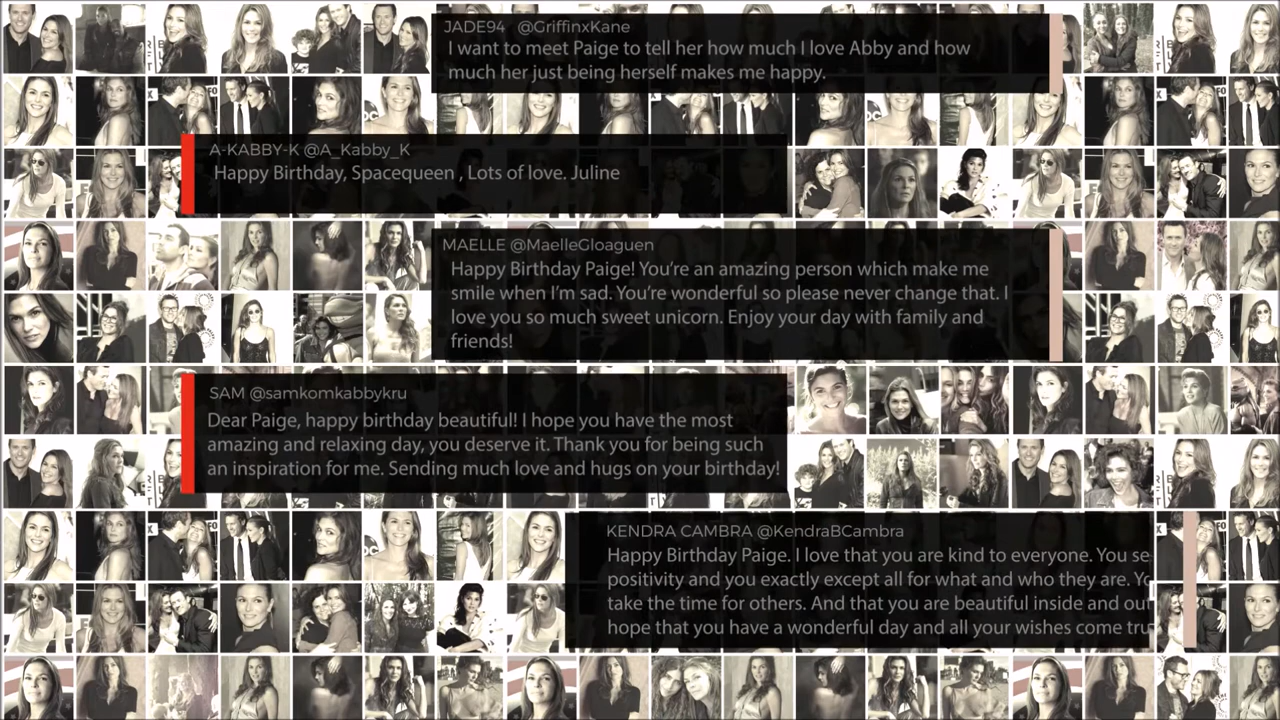 JADE94 @GriffinxKane
I want to meet Paige to tell her how much I love Abby and how
much her just being herself makes me happy.
A-KABBY-K @A_Kabby_K
Happy Birthday, Spacequeen , Lots of love. Juline
MAELLE @MaelleGloaguen
Happy Birthday Paige! You're an amazing person which make me
smile when I'm sad. You're wonderful so please never change that. I
love you so much sweet unicorn. Enjoy your day with family and
friends!
SAM @samkomkabbykru
Dear Paige, happy birthday beautiful! I hope you have the most
amazing and relaxing day, you deserve it. Thank you for being such
an inspiration for me. Sending much love and hugs on your birthday!
KENDRA CAMBRA @KendraBCambra
Happy Birthday Paige. I love that you are kind to everyone. You
positivity and you exactly except all for what and who they are.
take the time for others. And that you are beautiful inside and out
hope that you have a wonderful day and all your wishes come